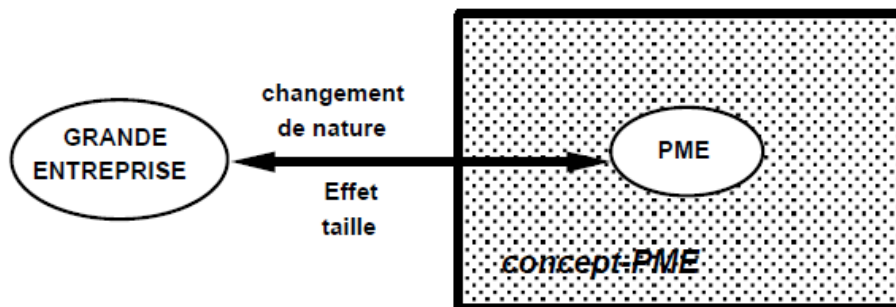 changement
de nature
GRANDE
ENTREPRISE
Effet
taille
PME
concept-PME